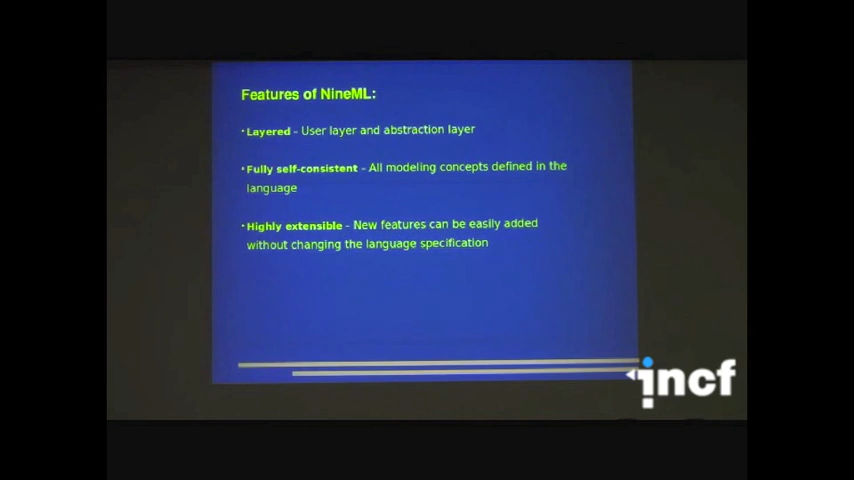 Features of NineML:
· Layered - User layer and abstraction layer
· Fully self-consistent - All modeling concepts defined in the
language
· Highly extensible - New features can be easily added
without changing the language specification
incf